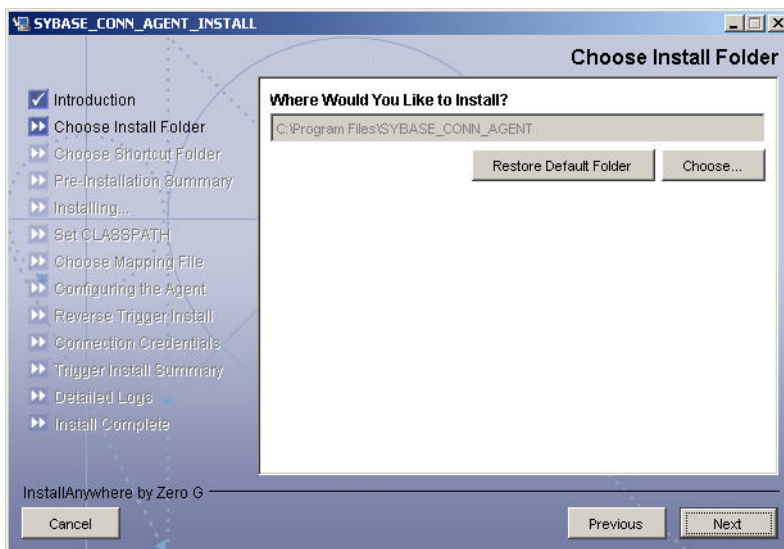 SYBASE_CONN_AGENT_INSTALL
Choose Install Folder
Introduction
Choose Install Folder
Choose Shortcut Folder
Pre-Installation Summary
Installing...
Set CLASSPATH
Choose Mapping File
Configuring the Agent
Reverse Trigger Install
Connection Credentials
Trigger Install Summary
Detailed Logs
Install Complete
Where Would You Like to Install?
C:\Program Files\SYBASE_CONN_AGENT
Restore Default Folder Choose...
InstallAnywhere by Zero G
Cancel Previous Next